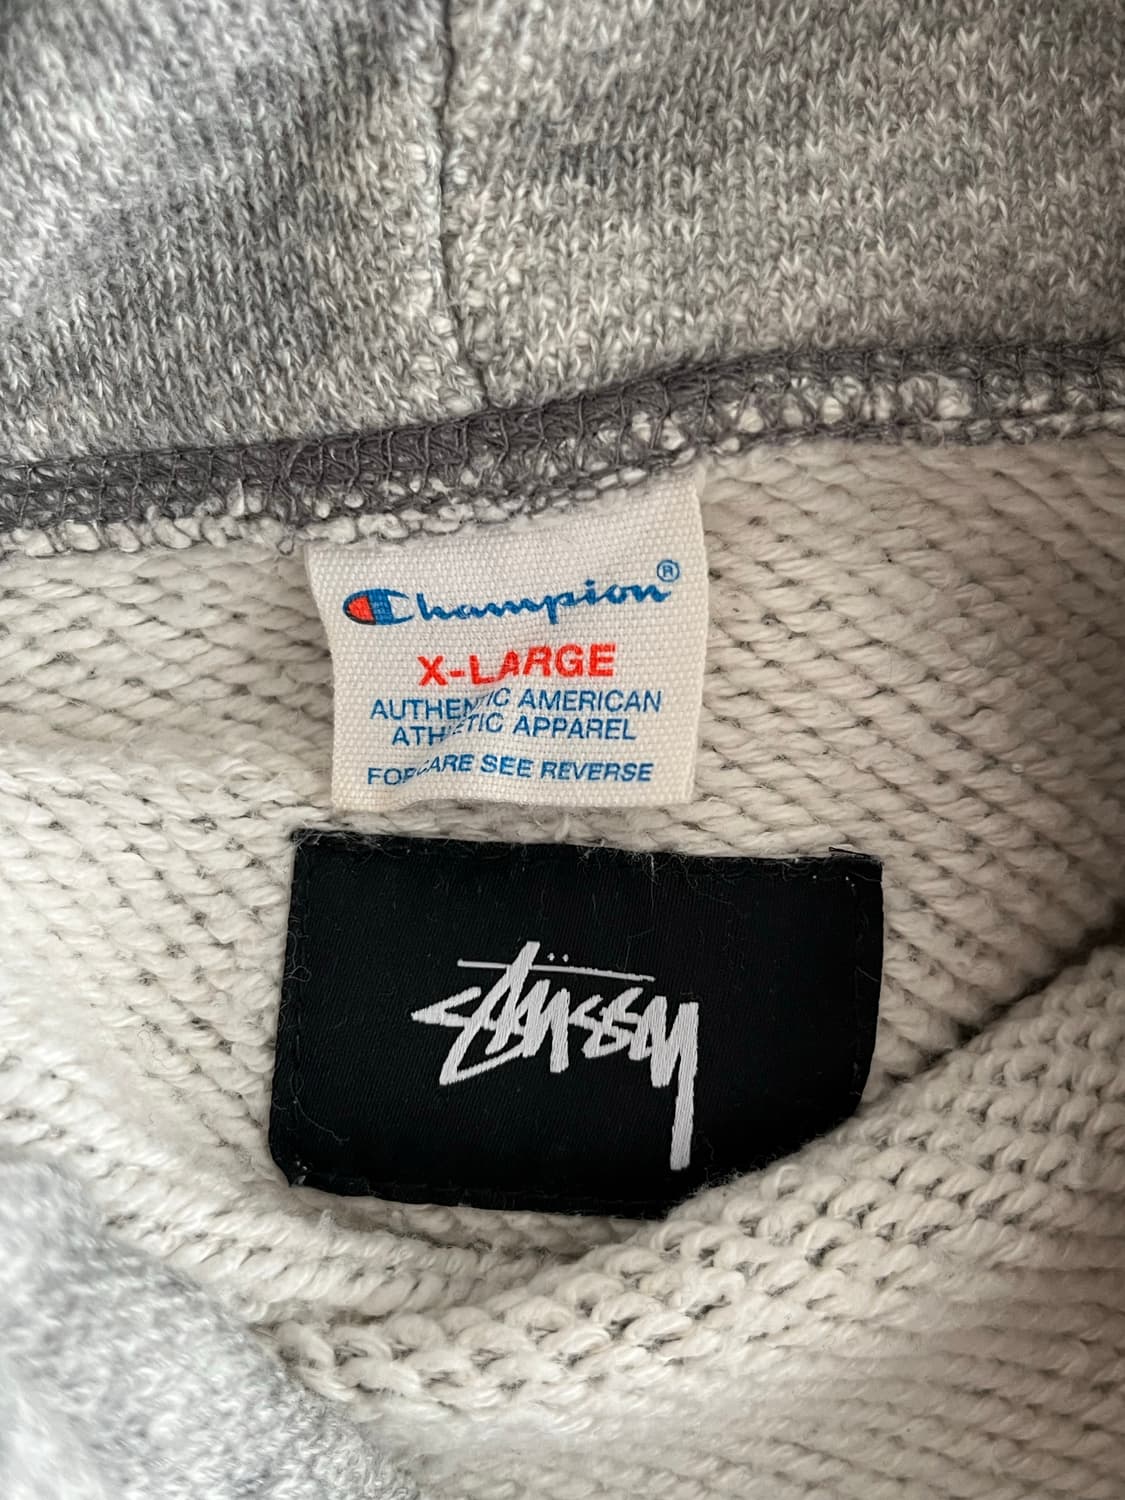 Champion®
X-LARGE
AUTHENTIC AMERICAN
ATHLETIC APPAREL
FOR CARE SEE REVERSE
Stüssy